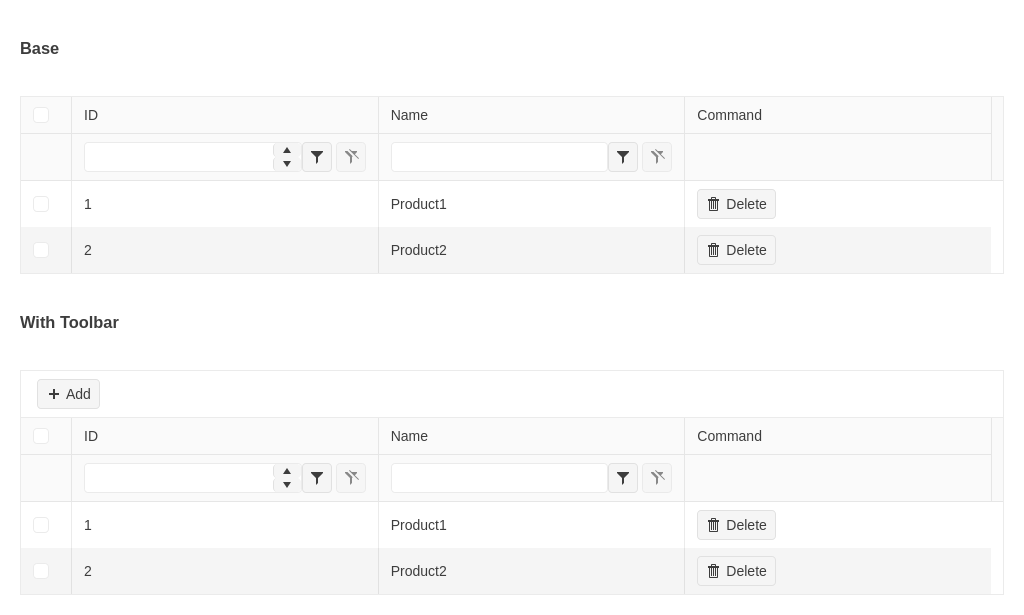 Base
ID Name Command
1 Product1 Delete
2 Product2 Delete
With Toolbar
Add
ID Name Command
1 Product1 Delete
2 Product2 Delete